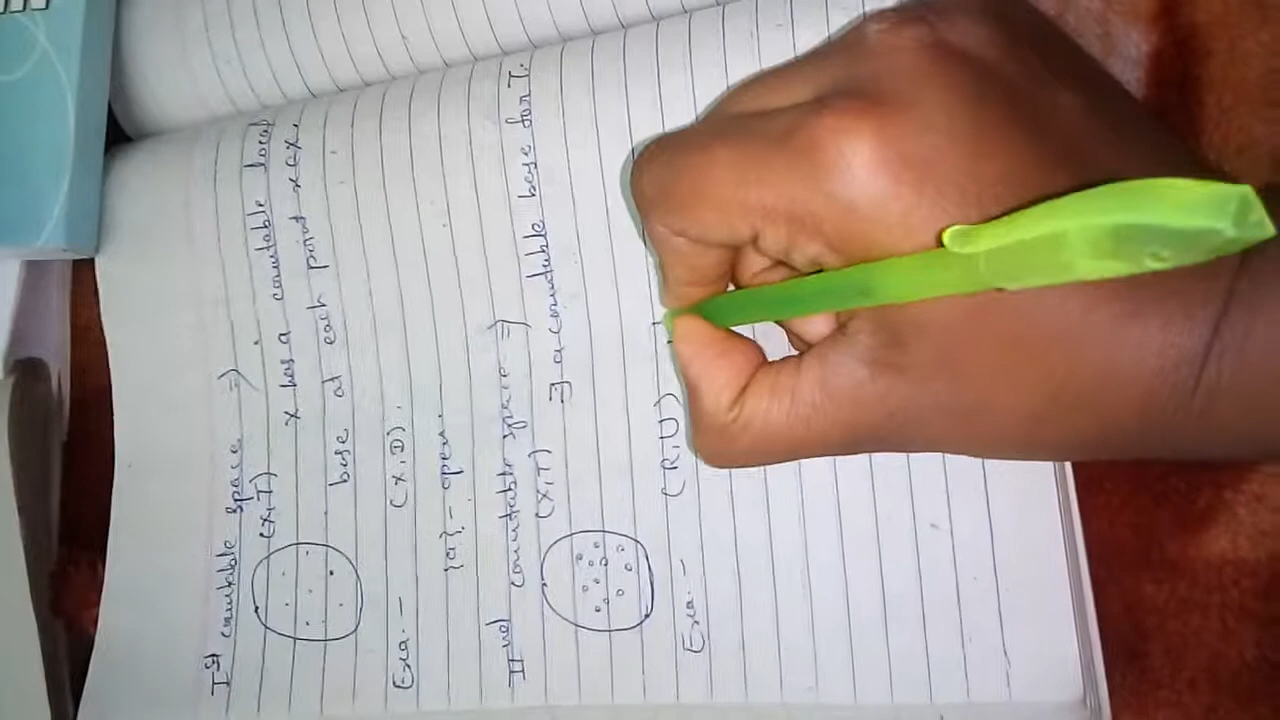 Ist countable space =>
(X,T)
X has a countable local
base at each point x∈X.
Exa. - (X,D).
{a} - open.
IInd countable space =>
(X,T)
∃ a countable base for T.
Exa. - (R,U)